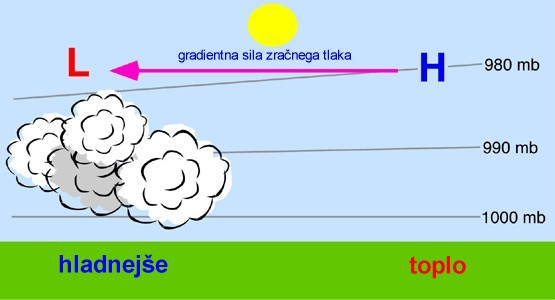 gradientna sila zračnega tlaka
L
H
980 mb
990 mb
1000 mb
hladnejše
toplo